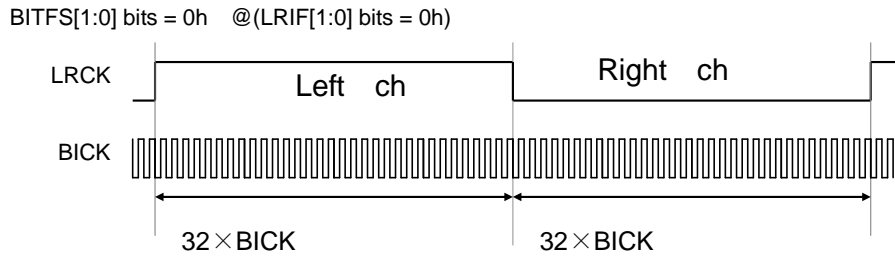 BITFS[1:0] bits = 0h @(LRIF[1:0] bits = 0h)
LRCK
Left ch
Right ch
BICK
32×BICK
32×BICK